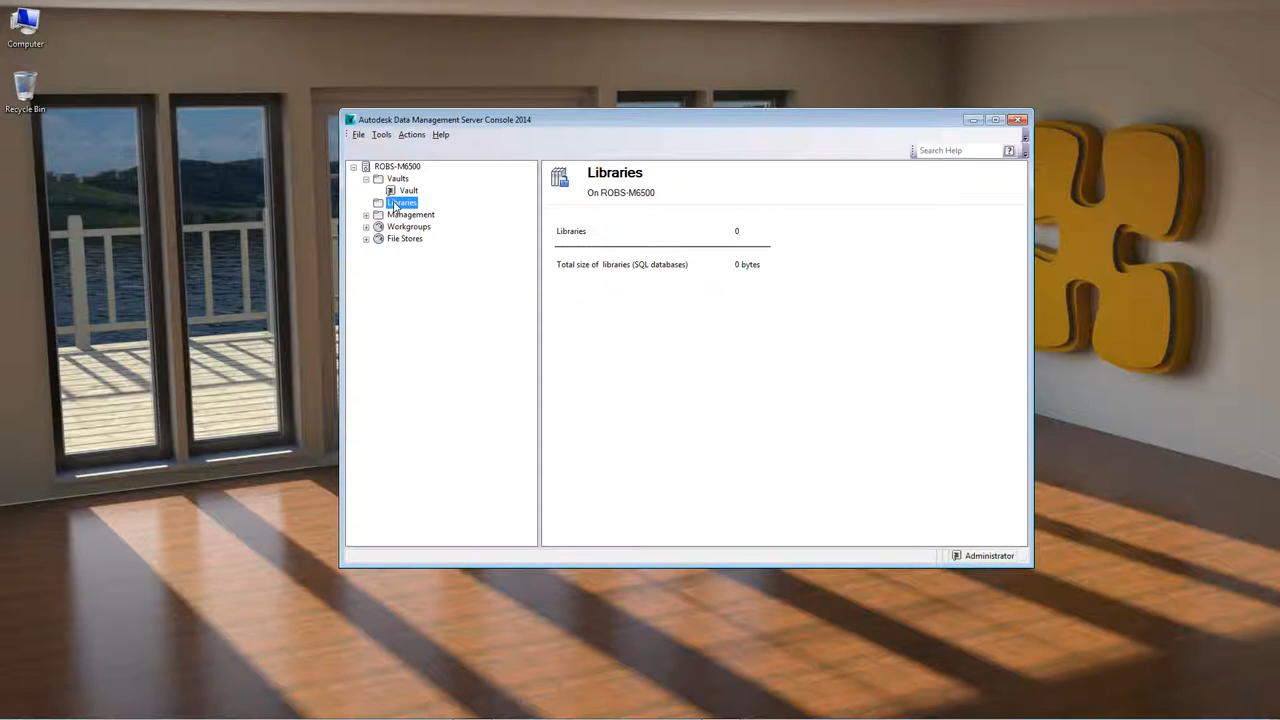 Computer
Recycle Bin
Autodesk Data Management Server Console 2014
File Tools Actions Help
Search Help
ROBS-M6500
Vaults
Vault
Libraries
Management
Workgroups
File Stores
Libraries
On ROBS-M6500
Libraries 0
Total size of libraries (SQL databases) 0 bytes
Administrator